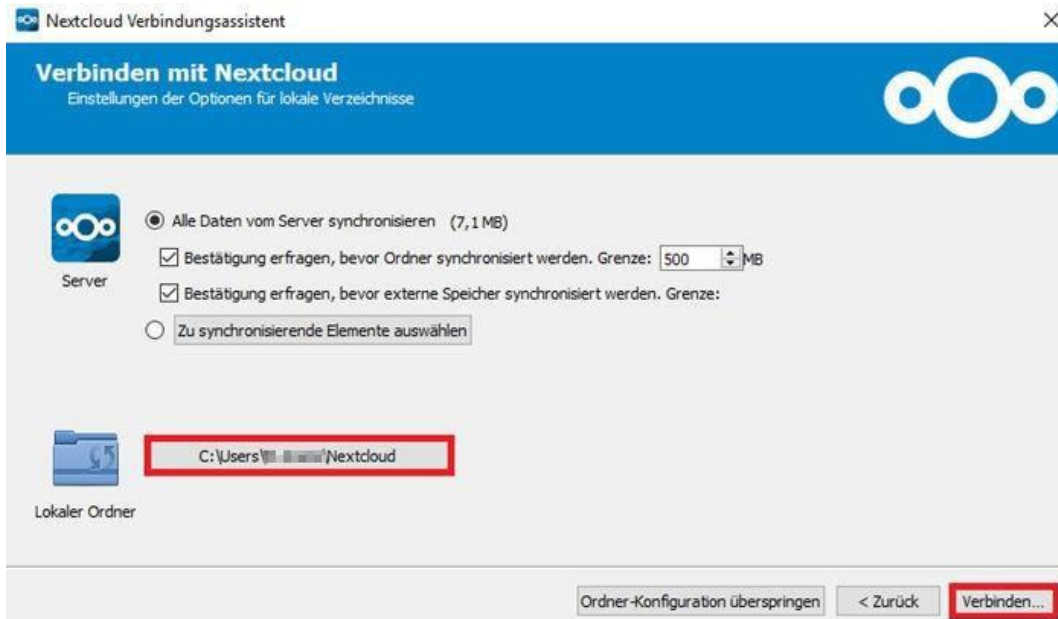 Nextcloud Verbindungsassistent
Verbinden mit Nextcloud
Einstellungen der Optionen für lokale Verzeichnisse
Alle Daten vom Server synchronisieren (7,1 MB)
Bestätigung erfragen, bevor Ordner synchronisiert werden. Grenze: 500 MB
Server
Bestätigung erfragen, bevor externe Speicher synchronisiert werden. Grenze:
Zu synchronisierende Elemente auswählen
C:\Users\ \Nextcloud
Lokaler Ordner
Ordner-Konfiguration überspringen < Zurück Verbinden...